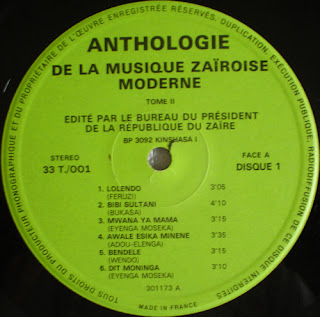 TOUS DROITS DU PRODUCTEUR PHONOGRAPHIQUE ET DU PROPRIÉTAIRE DE L'ŒUVRE ENREGISTRÉE RÉSERVÉS, DUPLICATION, EXÉCUTION PUBLIQUE, RADIODIFFUSION DE CE DISQUE INTERDITES
ANTHOLOGIE
DE LA MUSIQUE ZAÏROISE
MODERNE
TOME II
EDITÉ PAR LE BUREAU DU PRÉSIDENT
DE LA RÉPUBLIQUE DU ZAÏRE
BP 3092 KINSHASA I
STEREO FACE A
33 T./001 DISQUE 1
1. LOLENDO 3'05
(FERUZI)
2. BIBI SULTANI 4'10
(BUKASA)
3. MWANA YA MAMA 3'15
(EYENGA MOSEKA)
4. AWALE ESIKA MINENE 3'35
(ADOU-ELENGA)
5. BENDELE 3'15
(WENDO)
6. DIT MONINGA 3'10
(EYENGA MOSEKA)
301173 A
MADE IN FRANCE